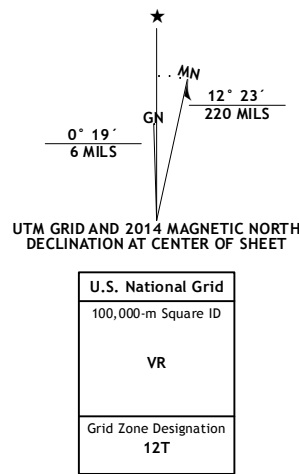 ★
MN
GN
12° 23´
220 MILS
0° 19´
6 MILS
UTM GRID AND 2014 MAGNETIC NORTH
DECLINATION AT CENTER OF SHEET
U.S. National Grid
100,000-m Square ID
VR
Grid Zone Designation
12T